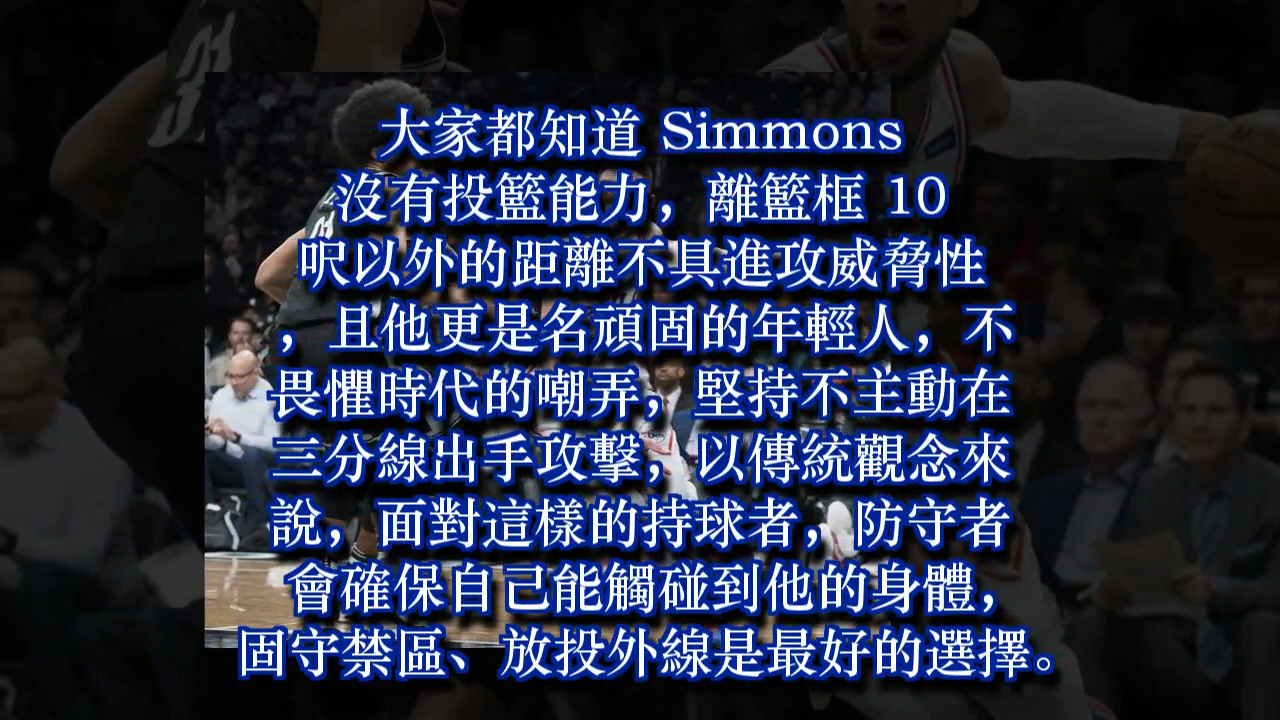 大家都知道 Simmons
沒有投籃能力，離籃框 10
呎以外的距離不具進攻威脅性
，且他更是名頑固的年輕人，不
畏懼時代的嘲弄，堅持不主動在
三分線出手攻擊，以傳統觀念來
說，面對這樣的持球者，防守者
會確保自己能觸碰到他的身體，
固守禁區、放投外線是最好的選擇。